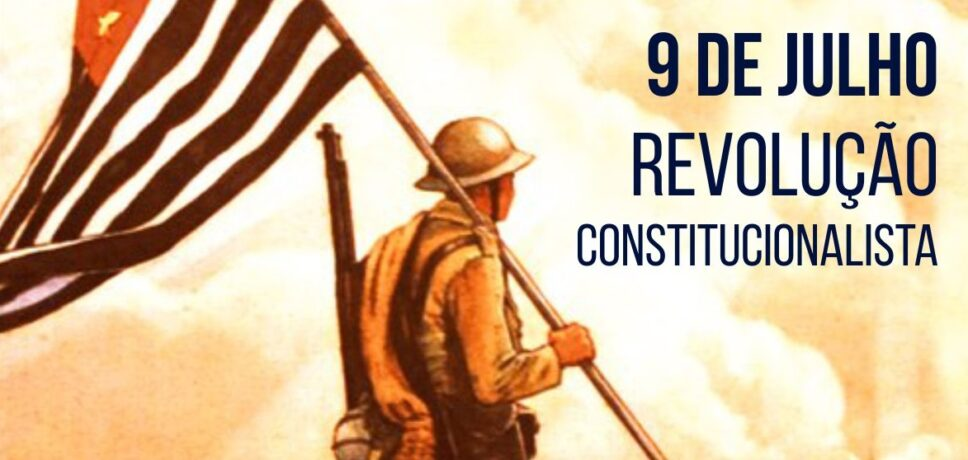 9 DE JULHO
REVOLUÇÃO
CONSTITUCIONALISTA